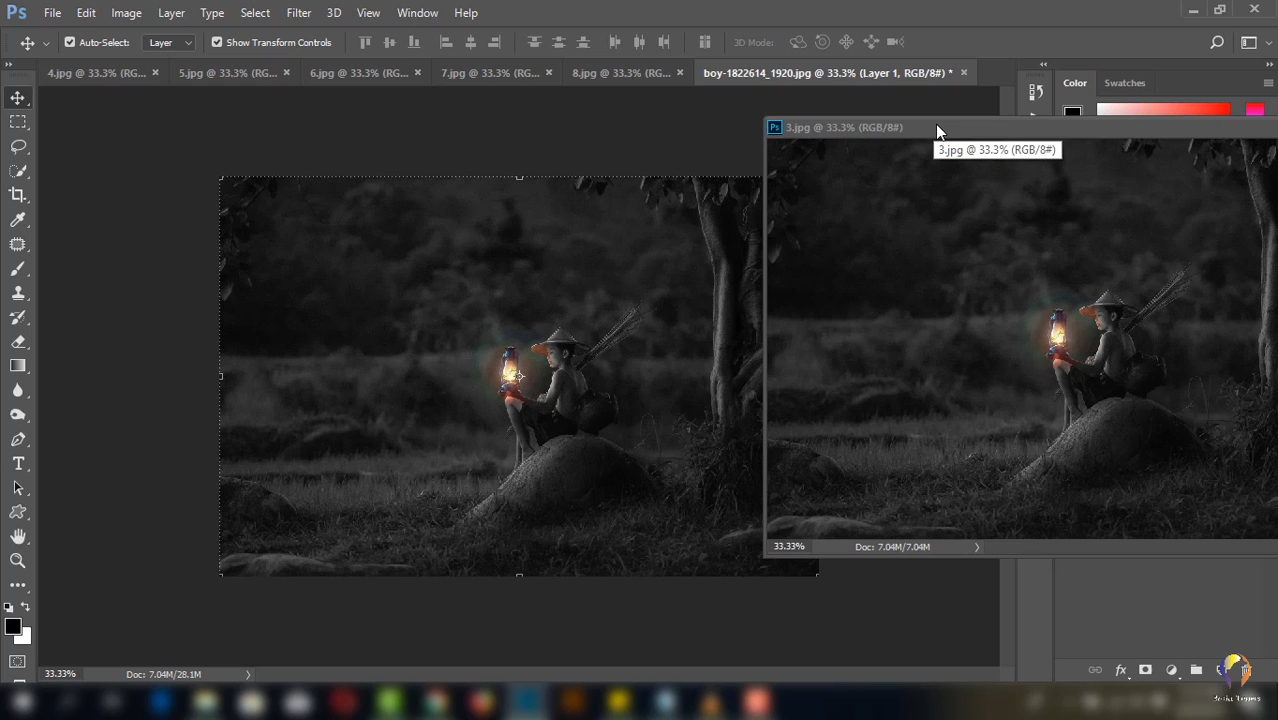 Ps File Edit Image Layer Type Select Filter 3D View Window Help
Auto-Select: Layer Show Transform Controls 3D Mode:
4.jpg @ 33.3% (RG... × 5.jpg @ 33.3% (RG... × 6.jpg @ 33.3% (RG... × 7.jpg @ 33.3% (RG... × 8.jpg @ 33.3% (RG... × boy-1822614_1920.jpg @ 33.3% (Layer 1, RGB/8#) * ×
Color Swatches
Ps 3.jpg @ 33.3% (RGB/8#)
3.jpg @ 33.3% (RGB/8#)
33.33% Doc: 7.04M/7.04M
33.33% Doc: 7.04M/28.1M
fx